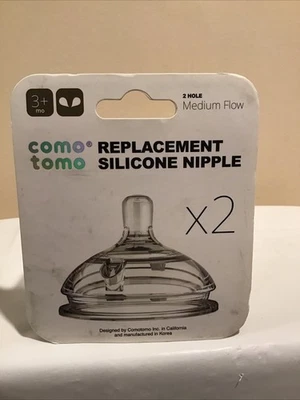 3+
mo
2 HOLE
Medium Flow
como®
tomo
REPLACEMENT
SILICONE NIPPLE
x2
Designed by Comotomo Inc. in California
and manufactured in Korea